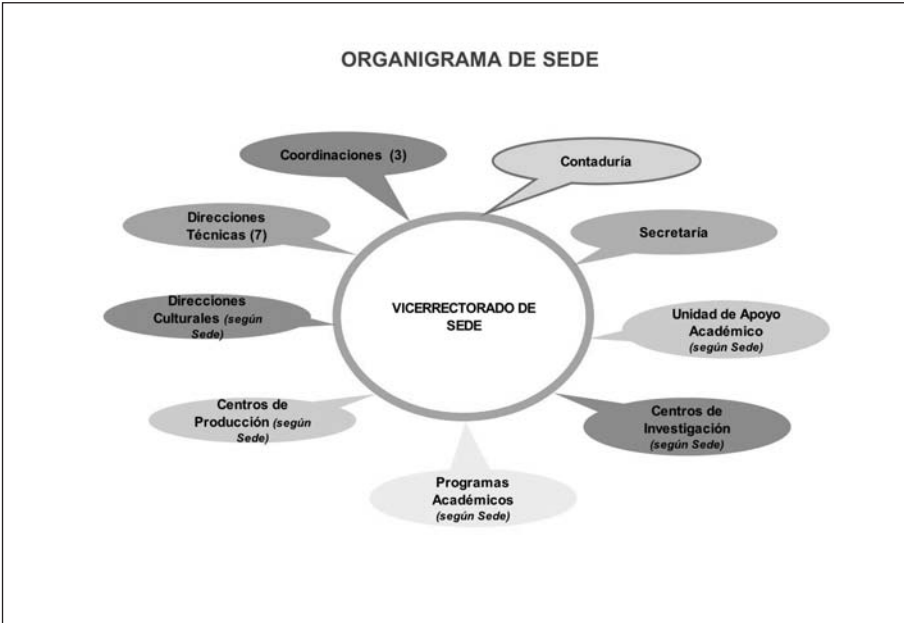 ORGANIGRAMA DE SEDE
Coordinaciones (3)
Contaduría
Direcciones
Técnicas (7)
Secretaría
Direcciones
Culturales (según
Sede)
VICERRECTORADO DE
SEDE
Unidad de Apoyo
Académico
(según Sede)
Centros de
Producción (según
Sede)
Centros de
Investigación
(según Sede)
Programas
Académicos
(según Sede)